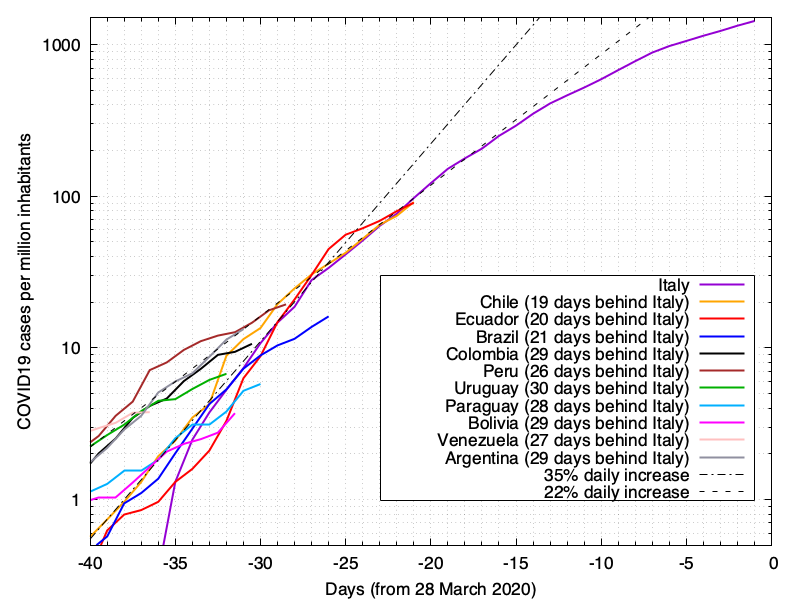 1000
100
10
1
COVID19 cases per million inhabitants
Italy
Chile (19 days behind Italy)
Ecuador (20 days behind Italy)
Brazil (21 days behind Italy)
Colombia (29 days behind Italy)
Peru (26 days behind Italy)
Uruguay (30 days behind Italy)
Paraguay (28 days behind Italy)
Bolivia (29 days behind Italy)
Venezuela (27 days behind Italy)
Argentina (29 days behind Italy)
35% daily increase
22% daily increase
-40 -35 -30 -25 -20 -15 -10 -5 0
Days (from 28 March 2020)